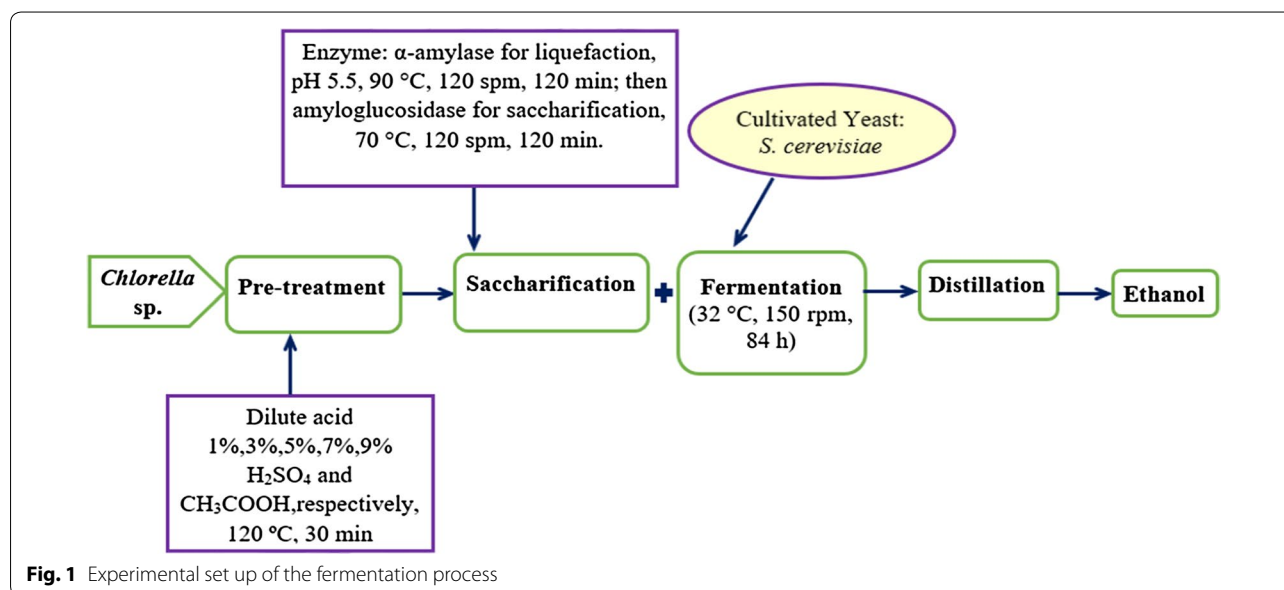 Enzyme: α-amylase for liquefaction,
pH 5.5, 90 °C, 120 spm, 120 min; then
amyloglucosidase for saccharification,
70 °C, 120 spm, 120 min.
Cultivated Yeast:
S. cerevisiae
Chlorella
sp.
Pre-treatment
Saccharification
Fermentation
(32 °C, 150 rpm,
84 h)
Distillation
Ethanol
Dilute acid
1%,3%,5%,7%,9%
H₂SO₄ and
CH₃COOH,respectively,
120 °C, 30 min
Fig. 1 Experimental set up of the fermentation process